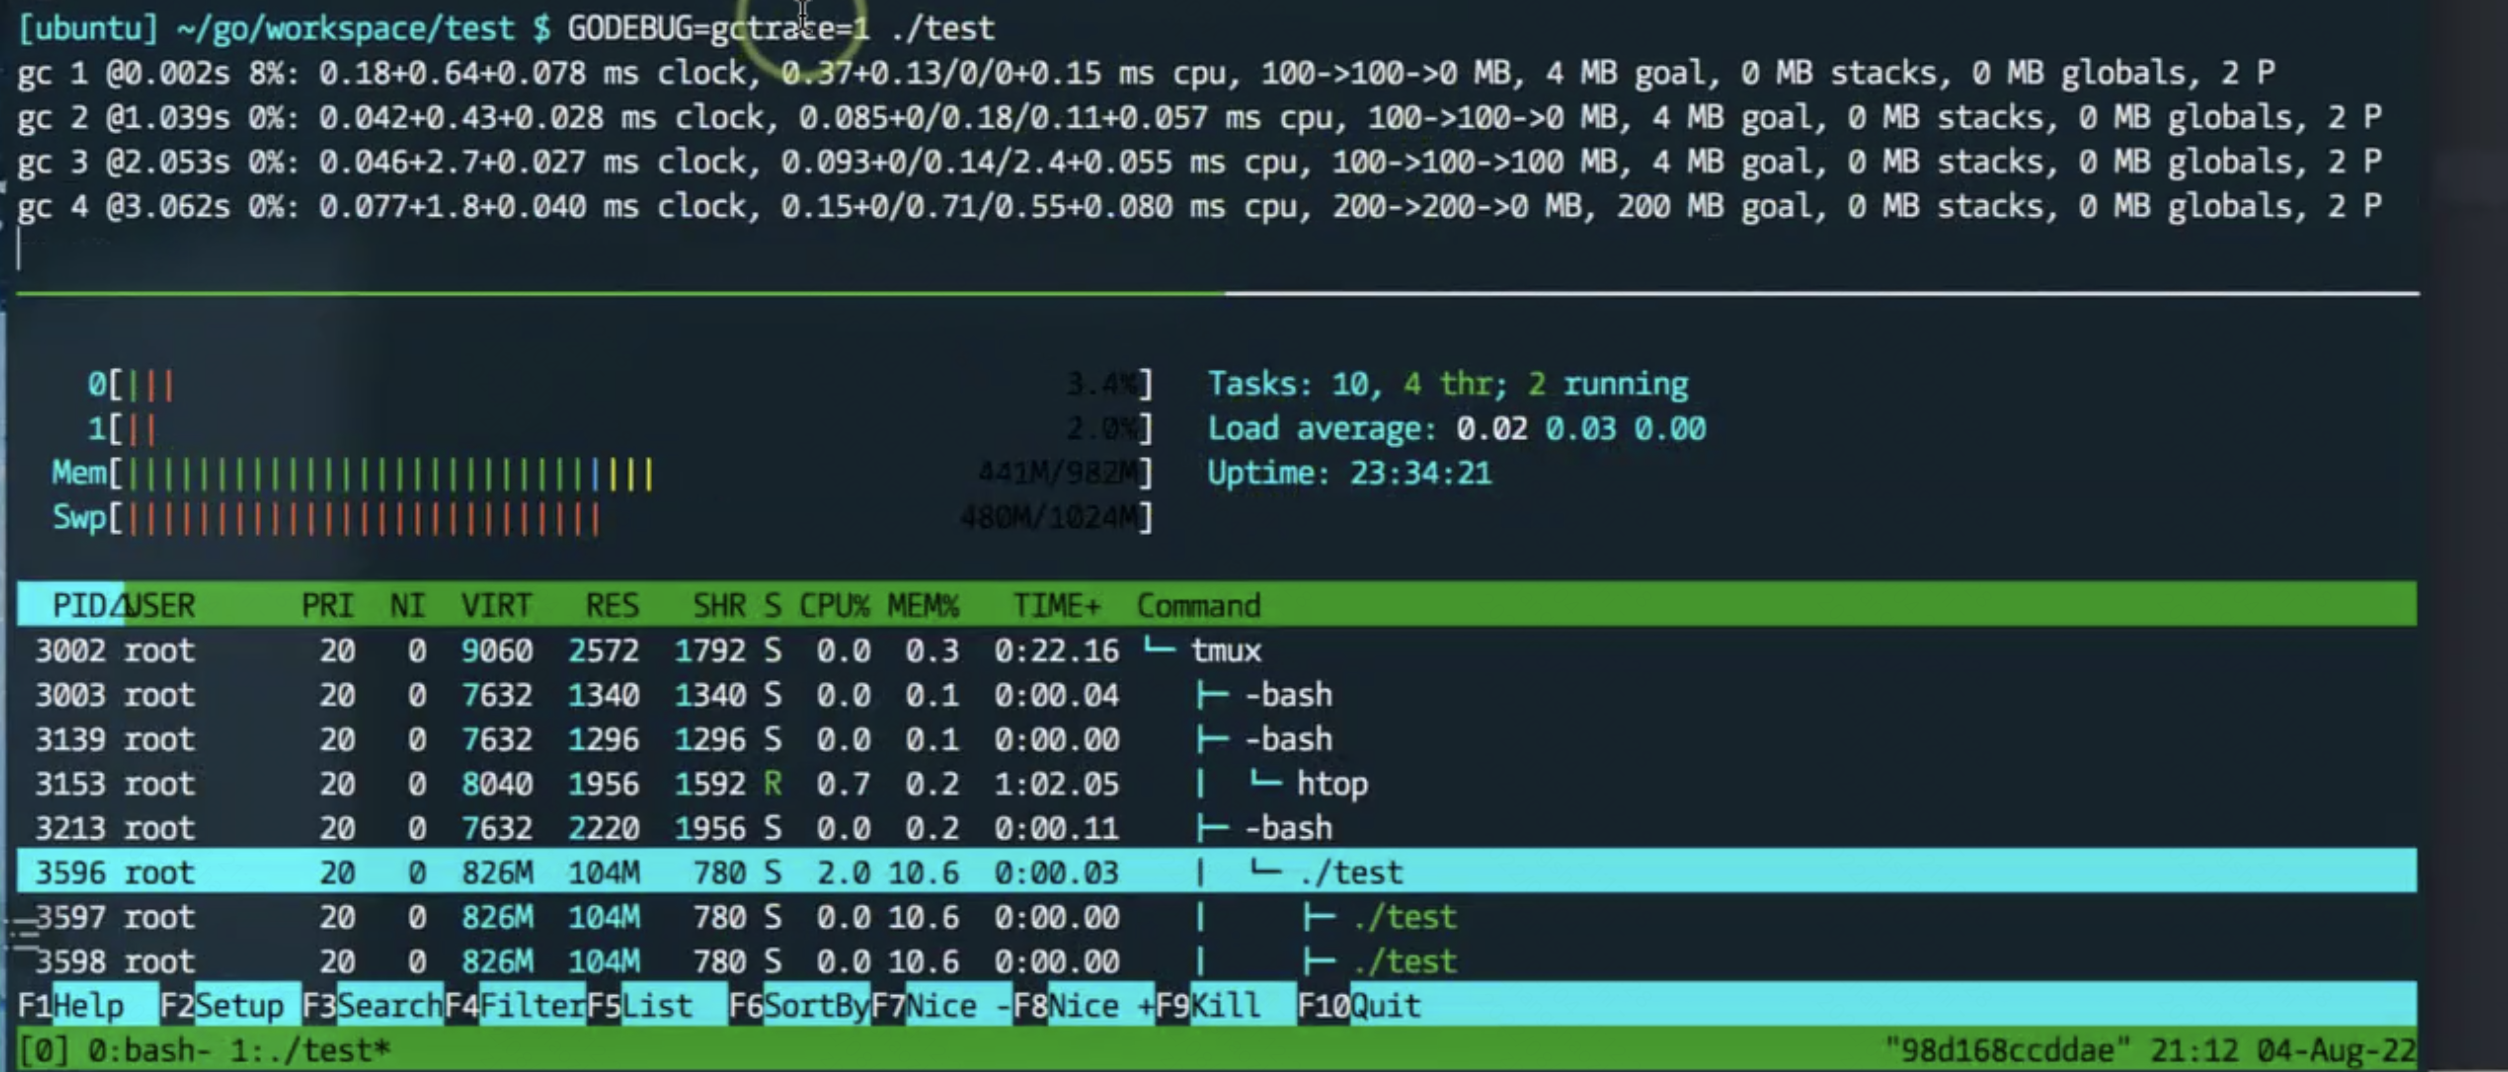 [ubuntu] ~/go/workspace/test $ GODEBUG=gctrace=1 ./test
gc 1 @0.002s 8%: 0.18+0.64+0.078 ms clock, 0.37+0.13/0/0+0.15 ms cpu, 100->100->0 MB, 4 MB goal, 0 MB stacks, 0 MB globals, 2 P
gc 2 @1.039s 0%: 0.042+0.43+0.028 ms clock, 0.085+0/0.18/0.11+0.057 ms cpu, 100->100->0 MB, 4 MB goal, 0 MB stacks, 0 MB globals, 2 P
gc 3 @2.053s 0%: 0.046+2.7+0.027 ms clock, 0.093+0/0.14/2.4+0.055 ms cpu, 100->100->100 MB, 4 MB goal, 0 MB stacks, 0 MB globals, 2 P
gc 4 @3.062s 0%: 0.077+1.8+0.040 ms clock, 0.15+0/0.71/0.55+0.080 ms cpu, 200->200->0 MB, 200 MB goal, 0 MB stacks, 0 MB globals, 2 P
0[||| 3.4%] Tasks: 10, 4 thr; 2 running
1[|| 2.0%] Load average: 0.02 0.03 0.00
Mem[|||||||||||||||||||||||||||||| 441M/982M] Uptime: 23:34:21
Swp[||||||||||||||||||||||||||| 480M/1024M]
PID△USER PRI NI VIRT RES SHR S CPU% MEM% TIME+ Command
3002 root 20 0 9060 2572 1792 S 0.0 0.3 0:22.16 └─ tmux
3003 root 20 0 7632 1340 1340 S 0.0 0.1 0:00.04 ├─ -bash
3139 root 20 0 7632 1296 1296 S 0.0 0.1 0:00.00 ├─ -bash
3153 root 20 0 8040 1956 1592 R 0.7 0.2 1:02.05 │ └─ htop
3213 root 20 0 7632 2220 1956 S 0.0 0.2 0:00.11 ├─ -bash
3596 root 20 0 826M 104M 780 S 2.0 10.6 0:00.03 │ └─ ./test
3597 root 20 0 826M 104M 780 S 0.0 10.6 0:00.00 │ ├─ ./test
3598 root 20 0 826M 104M 780 S 0.0 10.6 0:00.00 │ ├─ ./test
F1Help F2Setup F3SearchF4FilterF5List F6SortByF7Nice -F8Nice +F9Kill F10Quit
[0] 0:bash- 1:./test* "98d168ccddae" 21:12 04-Aug-22